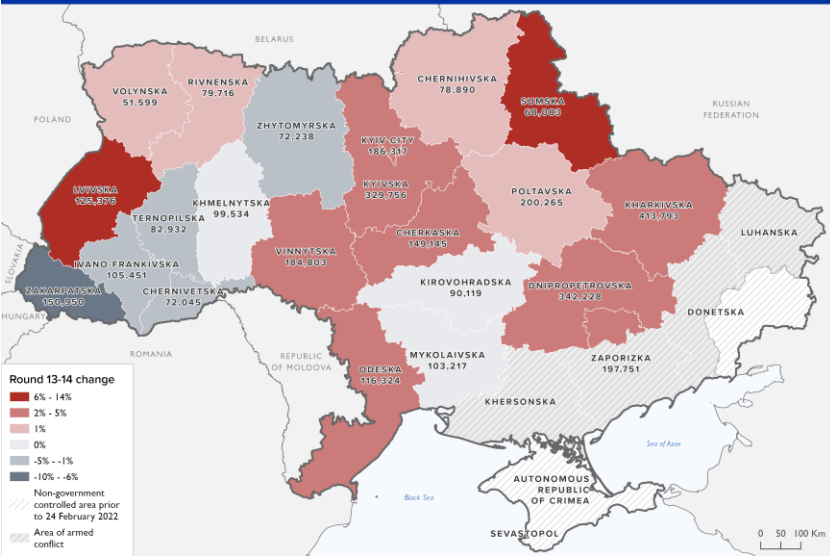 BELARUS
RIVNENSKA
79,716
VOLYNSKA
51,599
CHERNIHIVSKA
78,890
SUMSKA
68,083
RUSSIAN
FEDERATION
POLAND
ZHYTOMYRSKA
72,238
KYIV-CITY
186,317
LVIVSKA
125,376
KYIVSKA
329,756
POLTAVSKA
200,265
KHMELNYTSKA
99,534
KHARKIVSKA
413,793
TERNOPILSKA
82,932
CHERKASKA
149,145
LUHANSKA
SLOVAKIA
VINNYTSKA
184,803
IVANO-FRANKIVSKA
105,451
KIROVOHRADSKA
90,119
DNIPROPETROVSKA
342,228
ZAKARPATSKA
150,950
CHERNIVETSKA
72,045
DONETSKA
HUNGARY
ROMANIA
REPUBLIC
OF MOLDOVA
MYKOLAIVSKA
103,217
ZAPORIZKA
197,751
ODESKA
116,324
KHERSONSKA
Sea of Azov
Black Sea
AUTONOMOUS
REPUBLIC
OF CRIMEA
SEVASTOPOL
Round 13-14 change
6% - 14%
2% - 5%
1%
0%
-5% - -1%
-10% - -6%
Non-government
controlled area prior
to 24 February 2022
Area of armed
conflict
0 50 100 Km